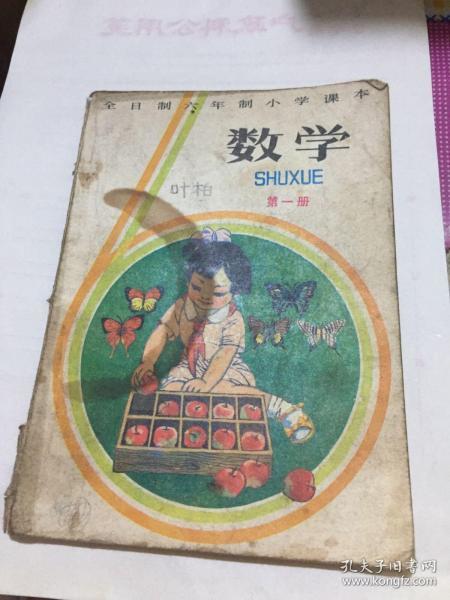 全日制六年制小学课本
数学
SHUXUE
叶柏
第一册
孔夫子旧书网
www.kongfz.com